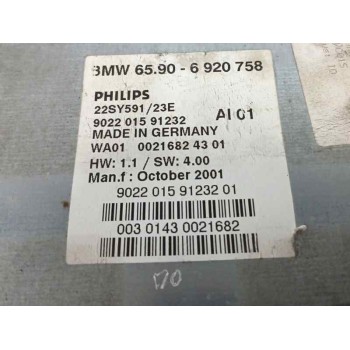 BMW 65.90 - 6 920 758
PHILIPS
22SY591/23E
9022 015 91232 AI 01
MADE IN GERMANY
WA01 0021682 43 01
HW: 1.1 / SW: 4.00
Man.f : October 2001
9022 015 91232 01
003 0143 0021682